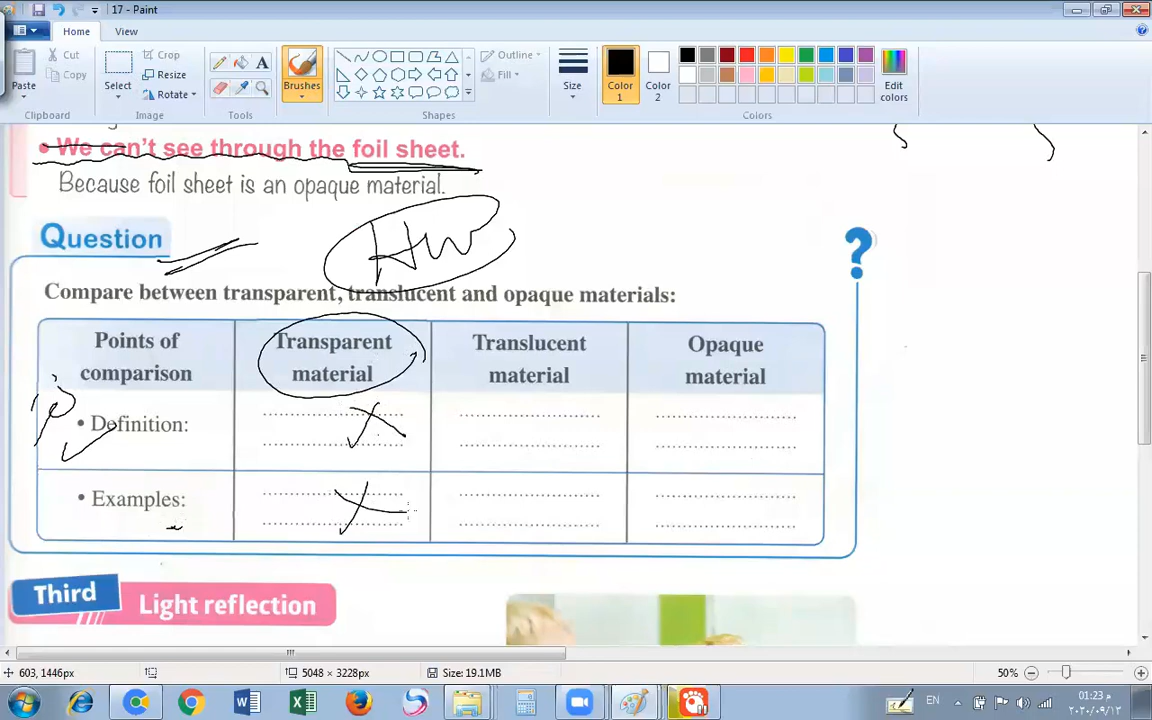 17 - Paint
Home
View
Paste
Cut
Copy
Clipboard
Select
Crop
Resize
Rotate
Image
A
Tools
Brushes
Outline
Fill
Shapes
Size
Color
1
Color
2
Edit
colors
Colors
• We can't see through the foil sheet.
Because foil sheet is an opaque material.
Question
HW
?
Compare between transparent, translucent and opaque materials:
Points of comparison
Transparent material
Translucent material
Opaque material
• Definition:
• Examples:
Third
Light reflection
603, 1446px
5048 × 3228px
Size: 19.1MB
50%
EN
01:23 م
٢٠٢٠/٠٩/١٣